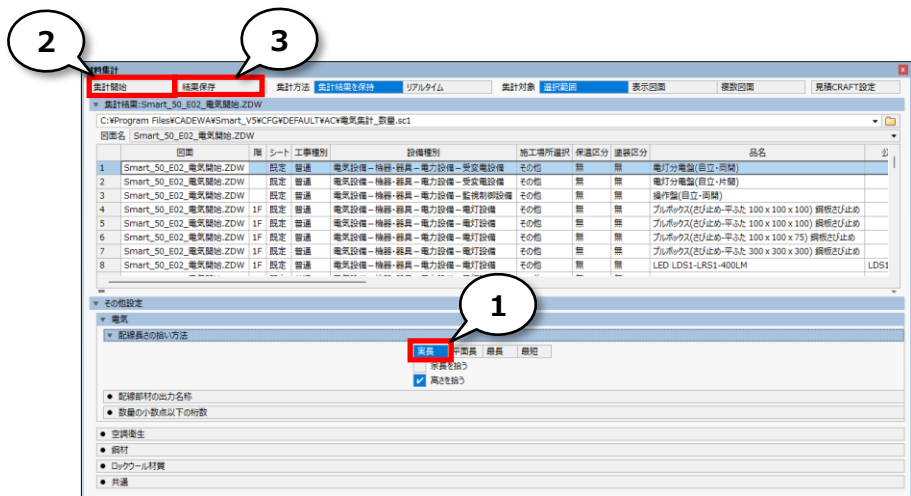 2
3
材料集計
集計開始 結果保存 集計方法 集計結果を保持 リアルタイム 集計対象 選択範囲 表示図面 複数図面 見積CRAFT設定
集計結果:Smart_50_E02_電気開始.ZDW
C:¥Program Files¥CADEWA¥Smart_V5¥CFG¥DEFAULT¥AC¥電気集計_数量.sc1
図面名 Smart_50_E02_電気開始.ZDW
図面 階 シート 工事種別 設備種別 施工場所選択 保温区分 塗装区分 品名
1 Smart_50_E02_電気開始.ZDW 既定 普通 電気設備－機器・器具－電力設備－受変電設備 その他 無 無 電灯分電盤(自立・両開)
2 Smart_50_E02_電気開始.ZDW 既定 普通 電気設備－機器・器具－電力設備－受変電設備 その他 無 無 電灯分電盤(自立・片開)
3 Smart_50_E02_電気開始.ZDW 既定 普通 電気設備－機器・器具－電力設備－監視制御設備 その他 無 無 操作盤(自立・両開)
4 Smart_50_E02_電気開始.ZDW 1F 既定 普通 電気設備－機器・器具－電力設備－電灯設備 その他 無 無 プルボックス(さび止め-平ふた 100 x 100 x 100) 鋼板さび止め
5 Smart_50_E02_電気開始.ZDW 1F 既定 普通 電気設備－機器・器具－電力設備－電灯設備 その他 無 無 プルボックス(さび止め-平ふた 100 x 100 x 100) 鋼板さび止め
6 Smart_50_E02_電気開始.ZDW 1F 既定 普通 電気設備－機器・器具－電力設備－電灯設備 その他 無 無 プルボックス(さび止め-平ふた 100 x 100 x 75) 鋼板さび止め
7 Smart_50_E02_電気開始.ZDW 1F 既定 普通 電気設備－機器・器具－電力設備－電灯設備 その他 無 無 プルボックス(さび止め-平ふた 300 x 300 x 300) 鋼板さび止め
8 Smart_50_E02_電気開始.ZDW 1F 既定 普通 電気設備－機器・器具－電力設備－電灯設備 その他 無 無 LED LDS1-LRS1-400LM LDS1
1
その他設定
電気
配線長さの拾い方法
実長 平面長 最長 最短
余長を拾う
高さを拾う
配線部材の出力名称
数量の小数点以下の桁数
空調衛生
鋼材
ロックウール材質
共通